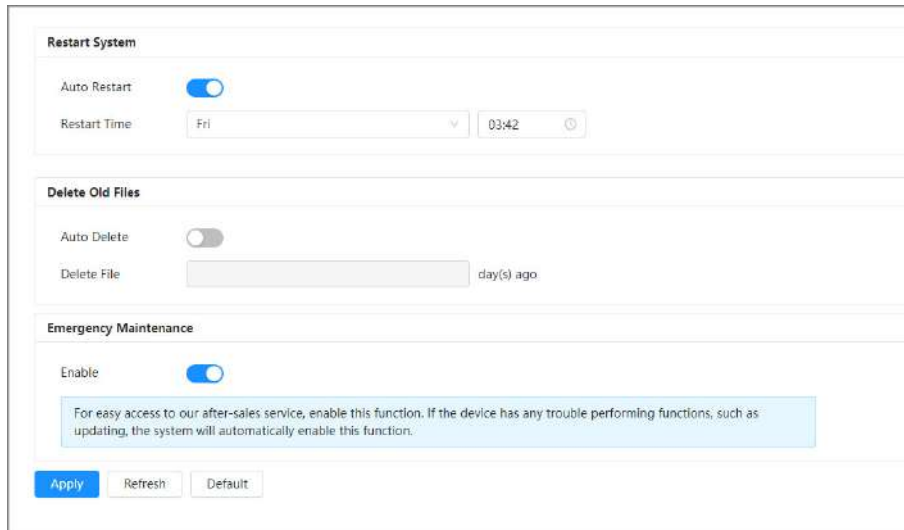 Restart System
Auto Restart
Restart Time Fri 03:42
Delete Old Files
Auto Delete
Delete File day(s) ago
Emergency Maintenance
Enable
For easy access to our after-sales service, enable this function. If the device has any trouble performing functions, such as
updating, the system will automatically enable this function.
Apply Refresh Default